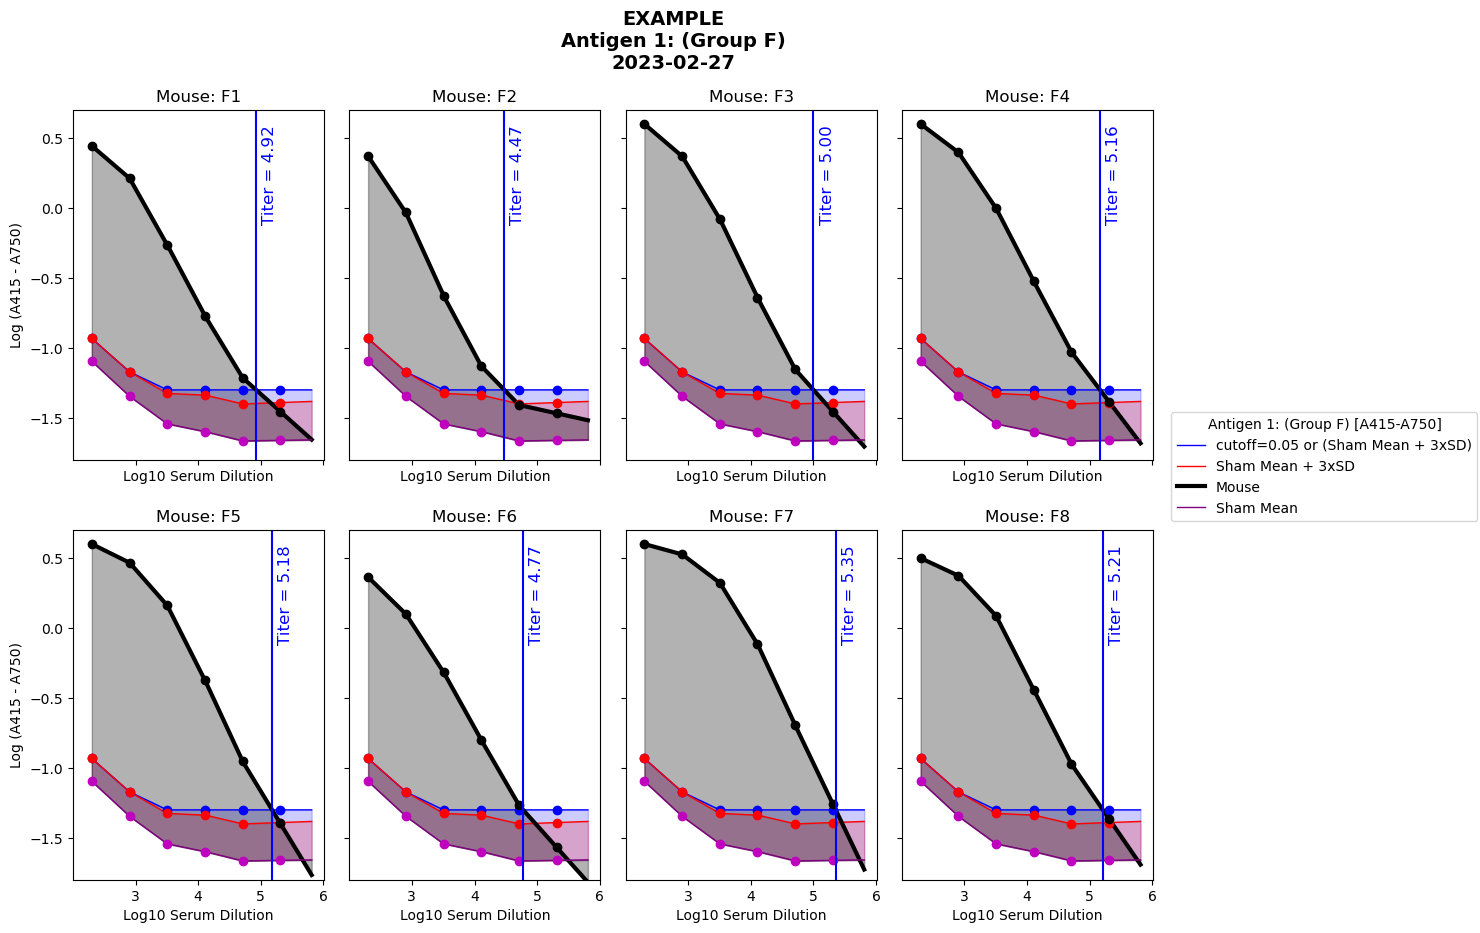 EXAMPLE
Antigen 1: (Group F)
2023-02-27
Mouse: F1
Mouse: F2
Mouse: F3
Mouse: F4
Log (A415 - A750)
0.5
0.0
−0.5
−1.0
−1.5
Titer = 4.92
Titer = 4.47
Titer = 5.00
Titer = 5.16
Log10 Serum Dilution
Log10 Serum Dilution
Log10 Serum Dilution
Log10 Serum Dilution
Antigen 1: (Group F) [A415-A750]
cutoff=0.05 or (Sham Mean + 3xSD)
Sham Mean + 3xSD
Mouse
Sham Mean
Mouse: F5
Mouse: F6
Mouse: F7
Mouse: F8
Log (A415 - A750)
0.5
0.0
−0.5
−1.0
−1.5
Titer = 5.18
Titer = 4.77
Titer = 5.35
Titer = 5.21
3 4 5 6
3 4 5 6
3 4 5 6
3 4 5 6
Log10 Serum Dilution
Log10 Serum Dilution
Log10 Serum Dilution
Log10 Serum Dilution